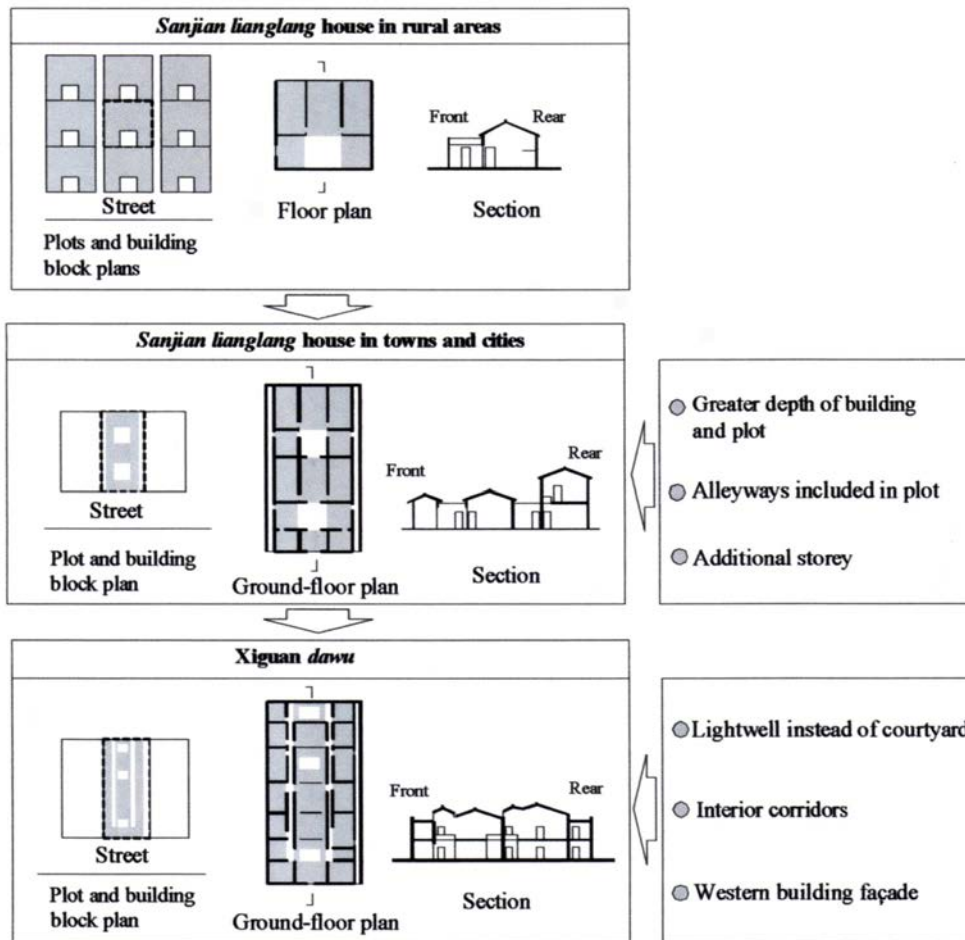 Sanjian lianglang house in rural areas
Street
Plots and building
block plans
Floor plan
Front
Rear
Section
Sanjian lianglang house in towns and cities
Street
Plot and building
block plan
Ground-floor plan
Front
Rear
Section
Greater depth of building
and plot
Alleyways included in plot
Additional storey
Xiguan dawu
Street
Plot and building
block plan
Ground-floor plan
Front
Rear
Section
Lightwell instead of courtyard
Interior corridors
Western building façade